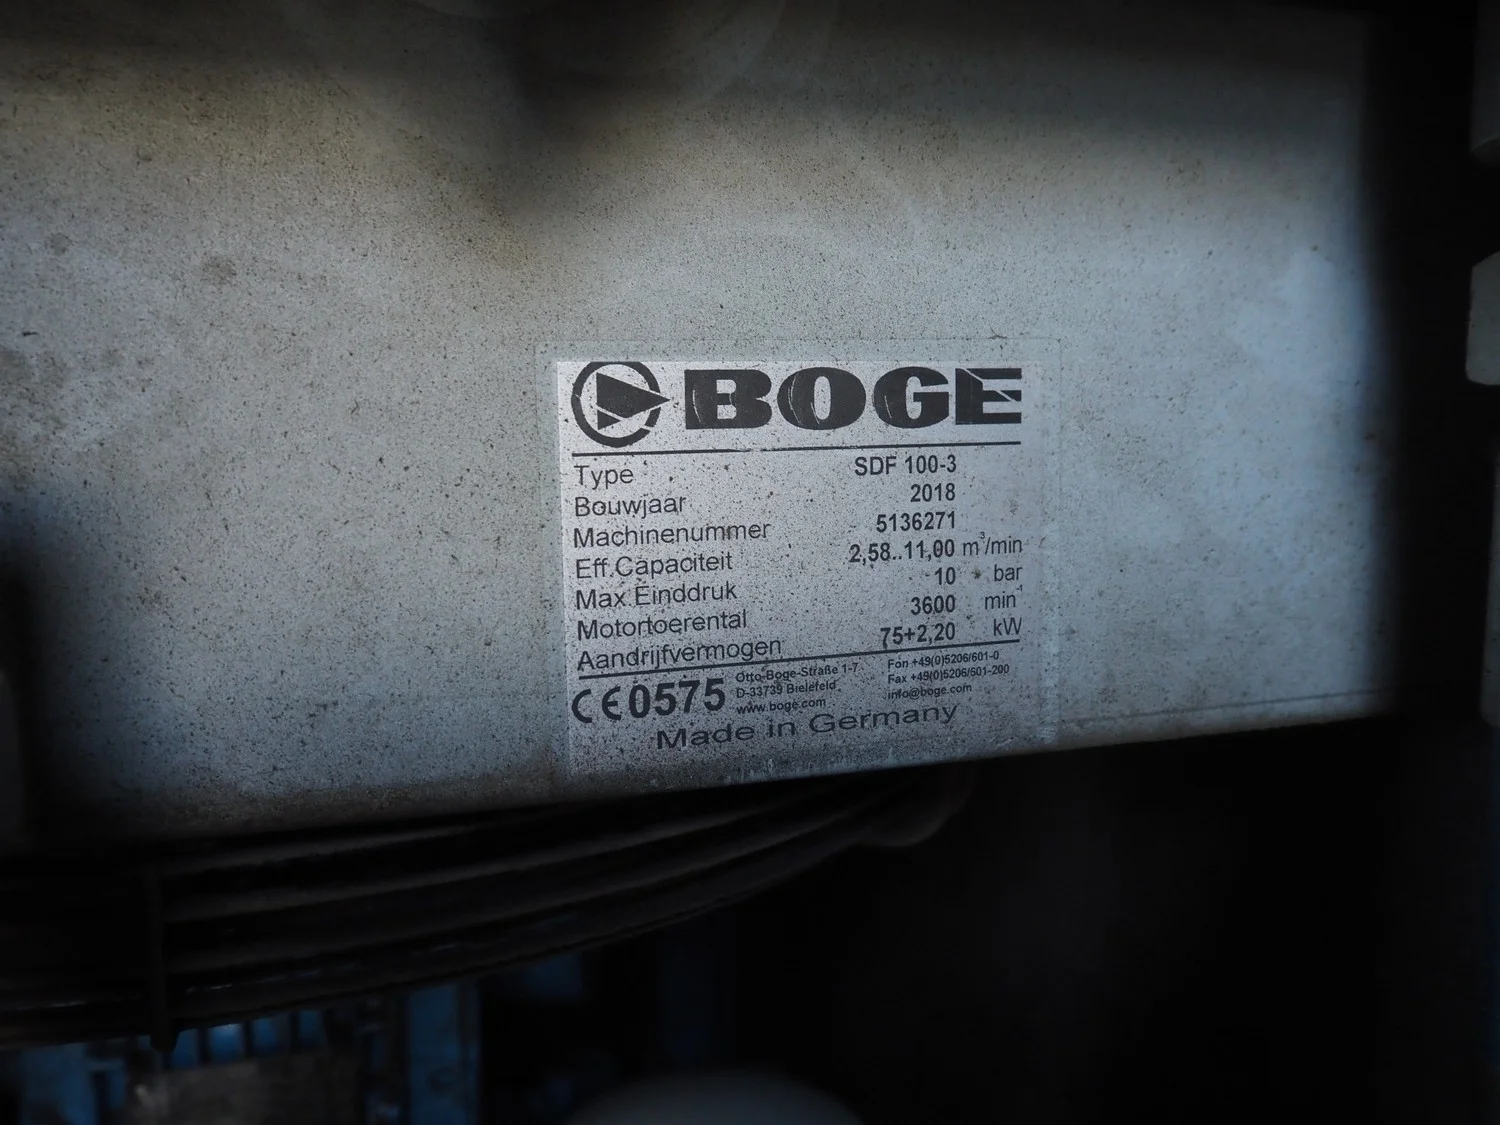 BOGE
Type SDF 100-3
Bouwjaar 2018
Machinenummer 5136271
Eff.Capaciteit 2,58..11,00 m³/min
Max.Einddruk 10 bar
Motortoerental 3600 min⁻¹
Aandrijfvermogen 75+2,20 kW
CE0575
Otto-Boge-Straße 1-7
D-33739 Bielefeld
www.boge.com
Fon +49(0)5206/601-0
Fax +49(0)5206/601-200
info@boge.com
Made in Germany